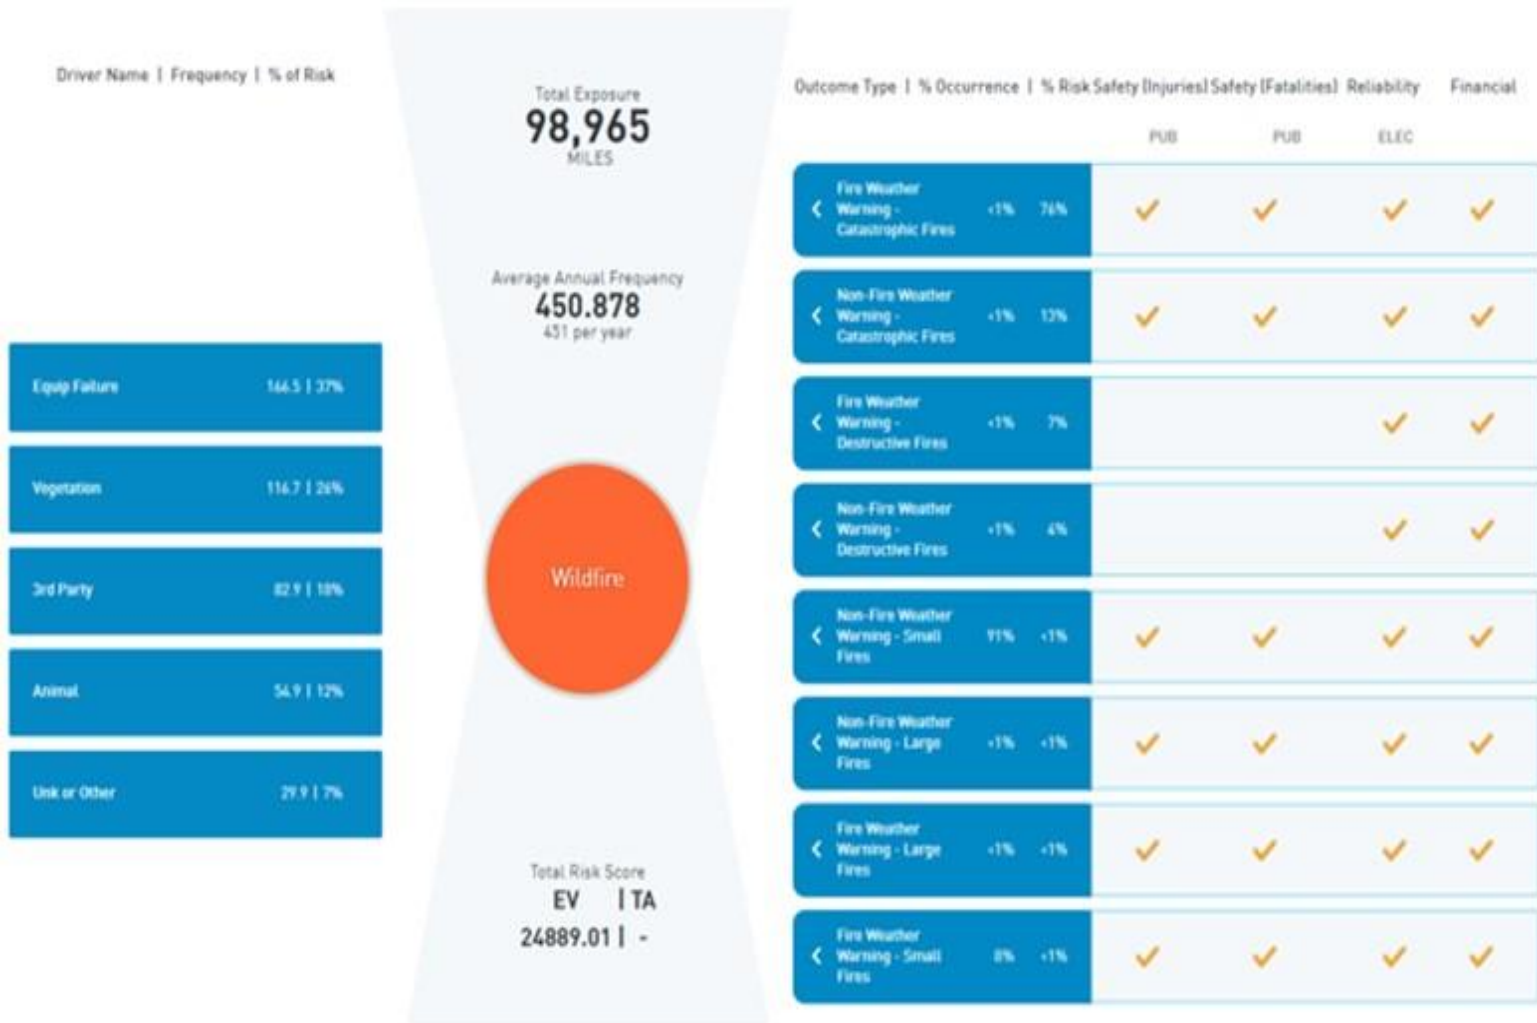 Driver Name | Frequency | % of Risk
Equip Failure 166.5 | 37%
Vegetation 116.7 | 26%
3rd Party 82.9 | 18%
Animal 54.9 | 12%
Unk or Other 29.9 | 7%
Total Exposure
98,965
MILES
Average Annual Frequency
450.878
451 per year
Wildfire
Total Risk Score
EV | TA
24889.01 | -
Outcome Type | % Occurrence | % Risk Safety (Injuries) Safety (Fatalities) Reliability Financial
PUB PUB ELEC
Fire Weather
Warning - <1% 76%
Catastrophic Fires
Non-Fire Weather
Warning - <1% 13%
Catastrophic Fires
Fire Weather
Warning - <1% 7%
Destructive Fires
Non-Fire Weather
Warning - <1% 4%
Destructive Fires
Non-Fire Weather
Warning - Small 91% <1%
Fires
Non-Fire Weather
Warning - Large <1% <1%
Fires
Fire Weather
Warning - Large <1% <1%
Fires
Fire Weather
Warning - Small 8% <1%
Fires